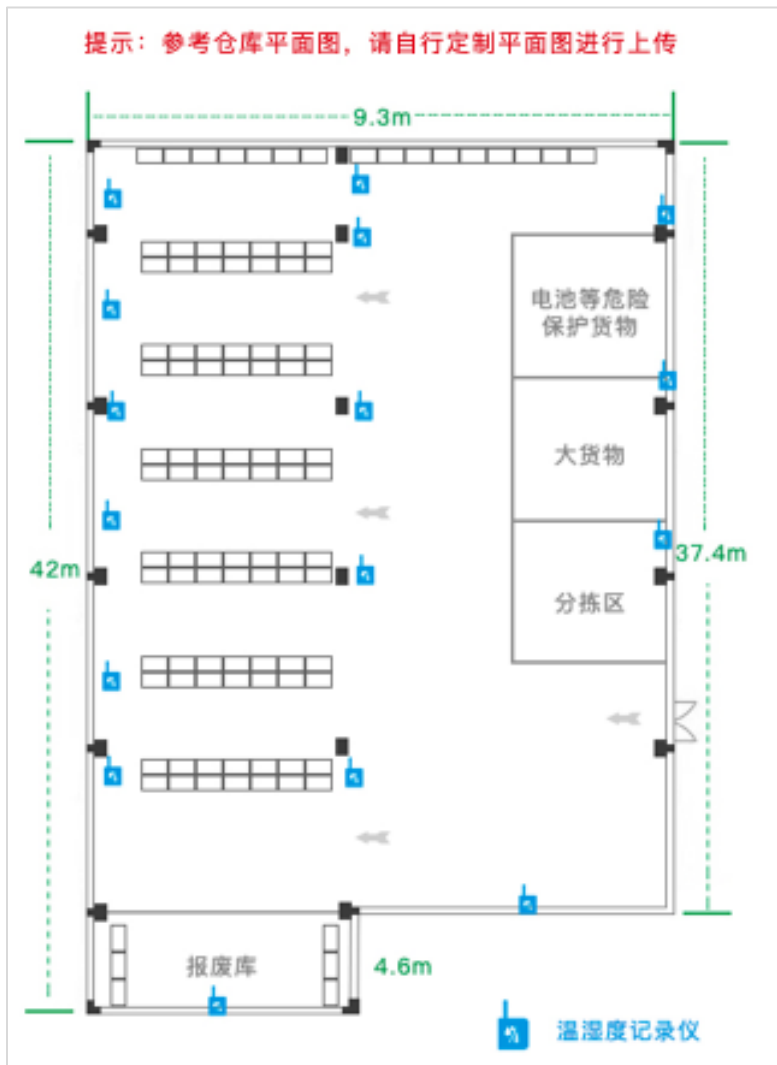 提示：参考仓库平面图，请自行定制平面图进行上传
9.3m
电池等危险
保护货物
大货物
42m
37.4m
分拣区
报废库
4.6m
温湿度记录仪